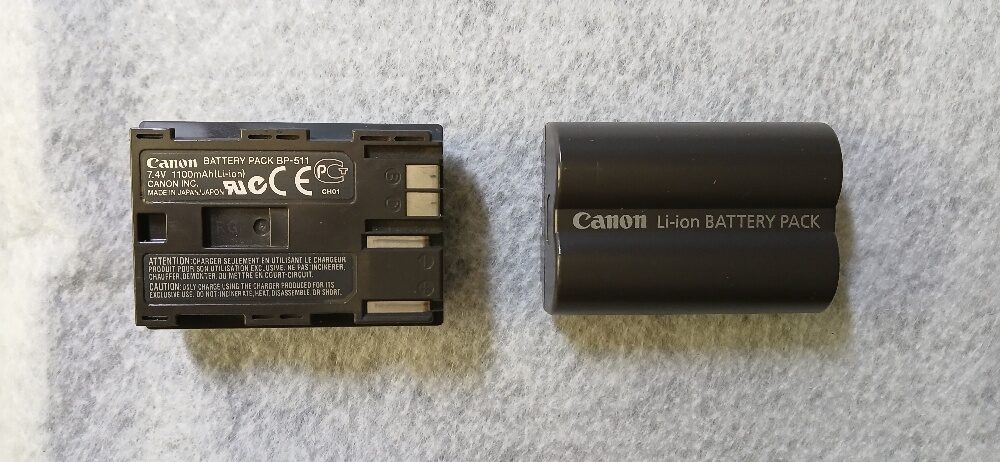 Canon BATTERY PACK BP-511
7.4V 1100mAh(Li-ion)
CANON INC.
MADE IN JAPAN/JAPON
CE
PCT
CH01
ATTENTION: CHARGER SEULEMENT EN UTILISANT LE CHARGEUR
PRODUIT POUR SON UTILISATION EXCLUSIVE. NE PAS INCINERER,
CHAUFFER, DEMONTER, OU METTRE EN COURT-CIRCUIT.
CAUTION: ONLY CHARGE USING THE CHARGER PRODUCED FOR ITS
EXCLUSIVE USE. DO NOT INCINERATE, HEAT, DISASSEMBLE OR SHORT.
Canon Li-ion BATTERY PACK